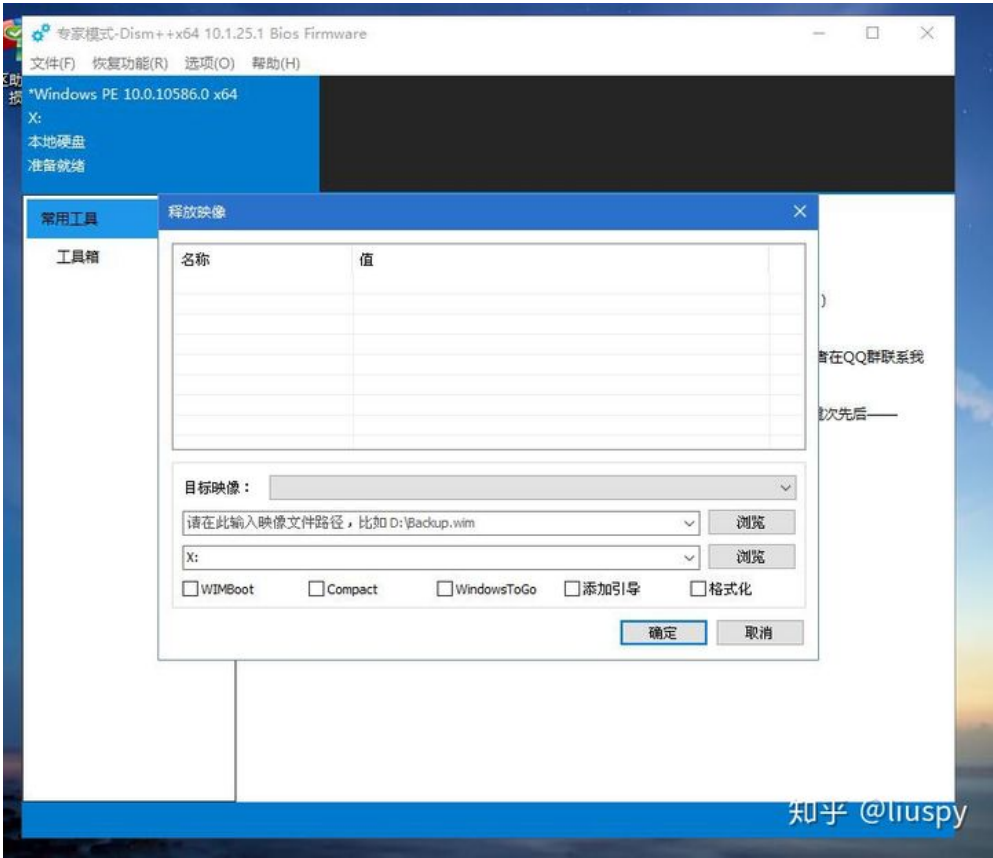 专家模式-Dism++x64 10.1.25.1 Bios Firmware
文件(F) 恢复功能(R) 选项(O) 帮助(H)
*Windows PE 10.0.10586.0 x64
X:
本地硬盘
准备就绪
常用工具
工具箱
释放映像
名称 值
)
在QQ群联系我
次先后——
目标映像：
请在此输入映像文件路径，比如 D:\Backup.wim
浏览
X:
浏览
WIMBoot Compact WindowsToGo 添加引导 格式化
确定 取消
知乎 @liuspy